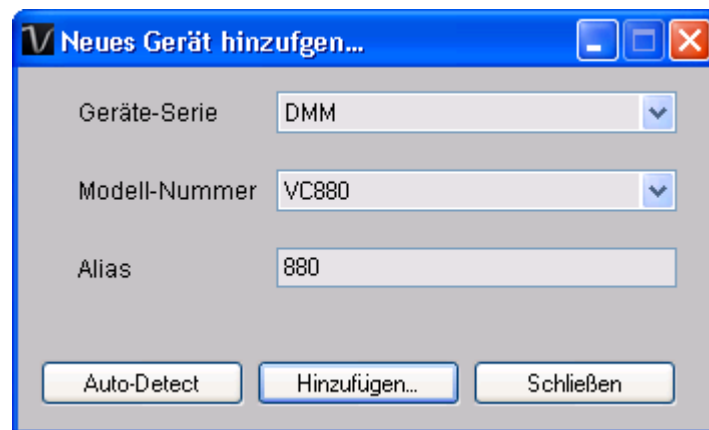 Neues Gerät hinzufgen...
Geräte-Serie DMM
Modell-Nummer VC880
Alias 880
Auto-Detect Hinzufügen... Schließen